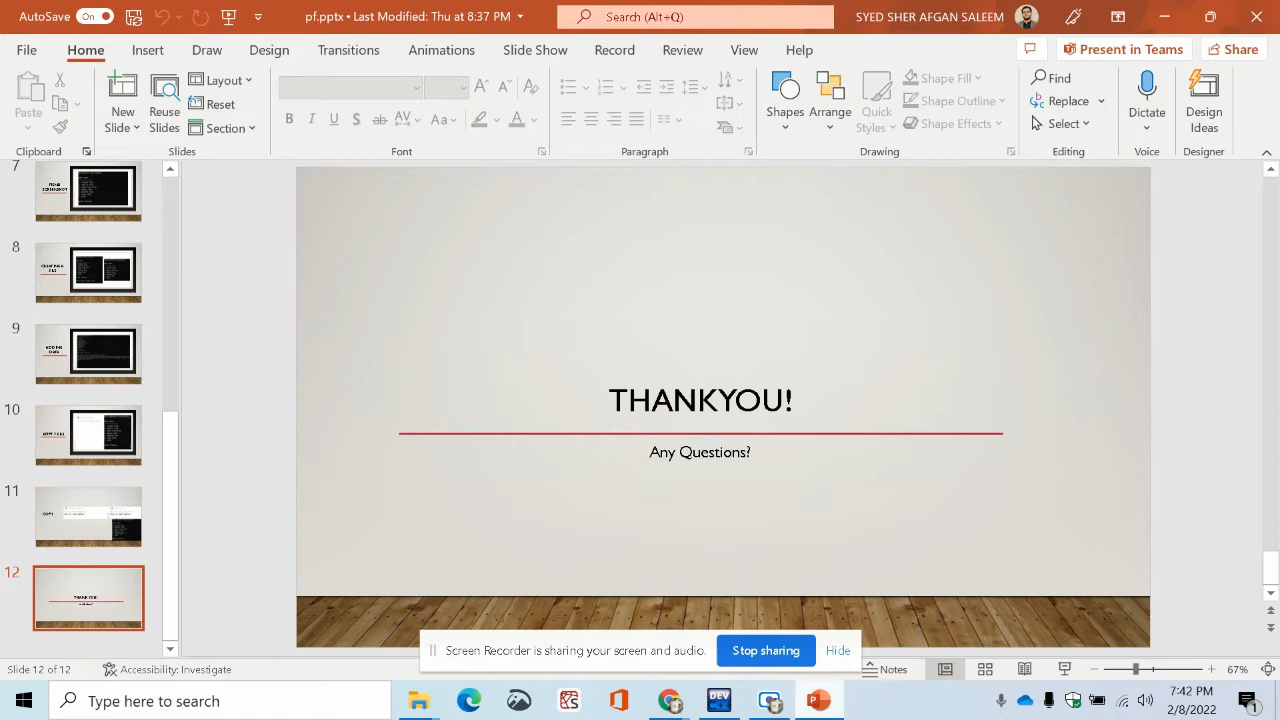 AutoSave On pf.pptx • Last Modified: Thu at 8:37 PM Search (Alt+Q) SYED SHER AFGAN SALEEM
File Home Insert Draw Design Transitions Animations Slide Show Record Review View Help Present in Teams Share
Paste
New Slides
Reuse Slides
Layout
Reset
Section
Shapes
Arrange
Quick Styles
Shape Fill
Shape Outline
Shape Effects
Find
Replace
Select
Dictate
Design Ideas
Clipboard Slides Font Paragraph Drawing Editing Voice Designer
7
8
9
10
11
COPY
12
THANKYOU!
THANKYOU!
Any Questions?
Screen Recorder is sharing your screen and audio. Stop sharing Hide
Slide 12 of 12 Accessibility: Investigate Notes 67%
Type here to search DEV 7:42 PM
2/8/2022 1